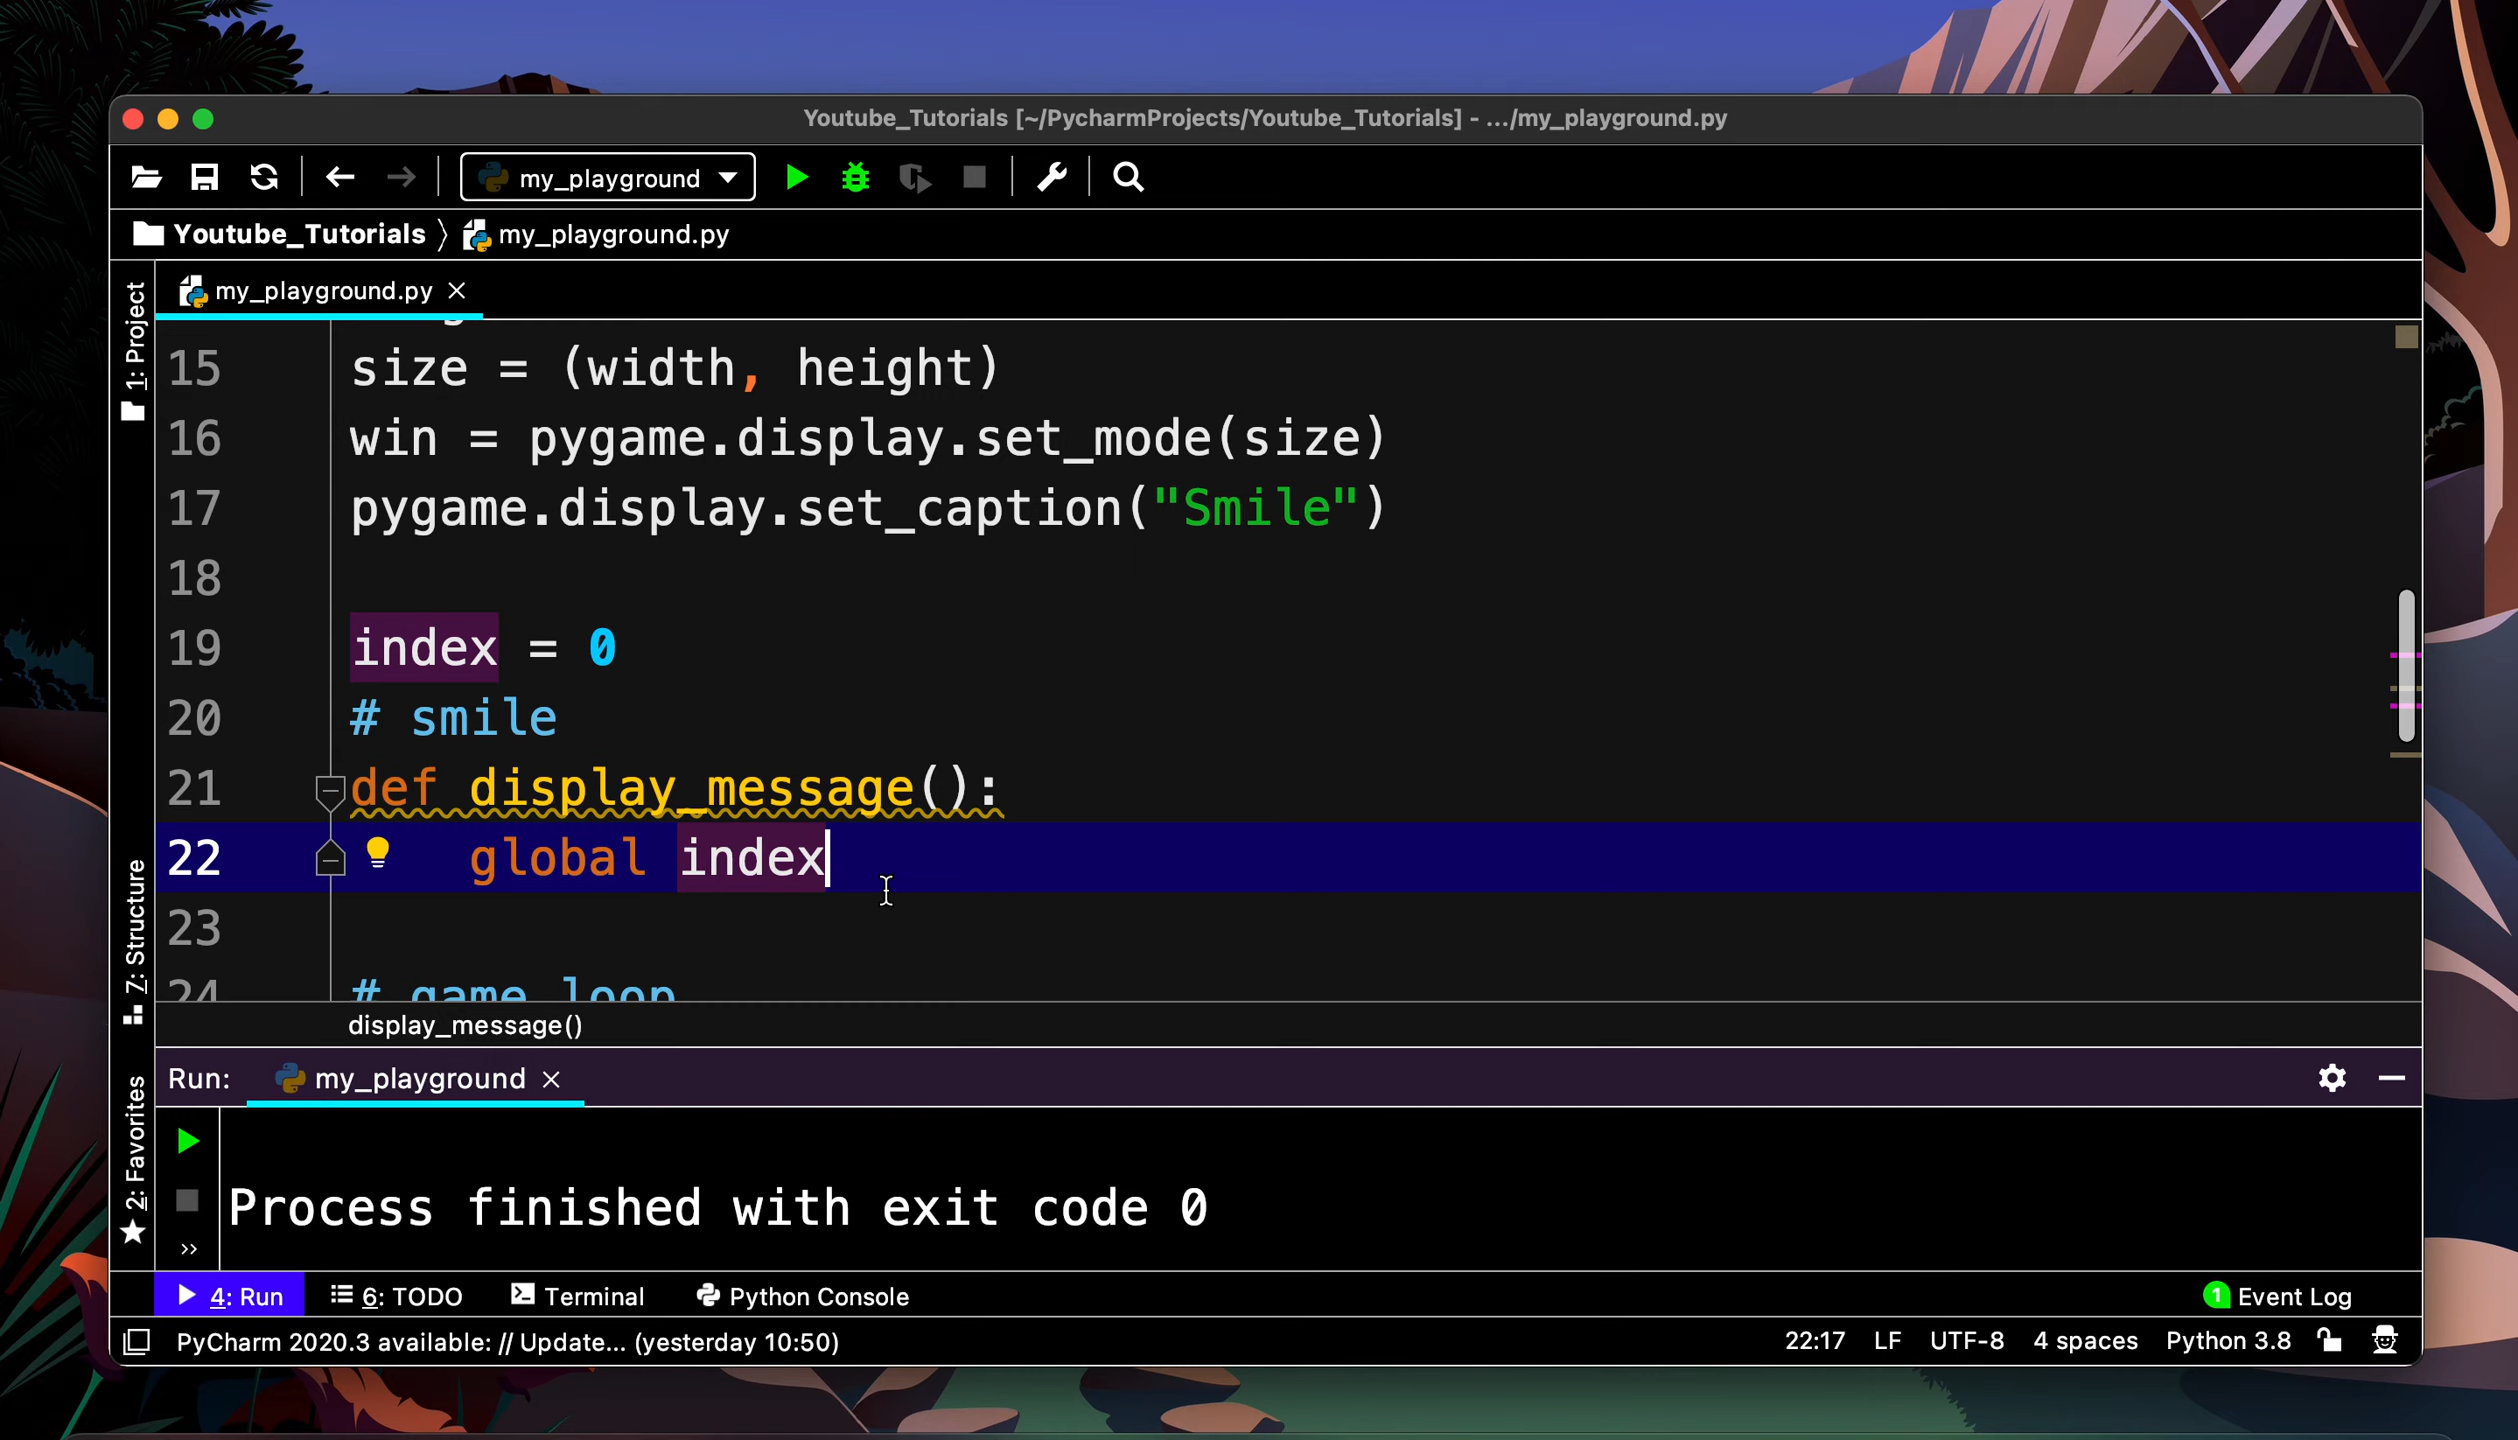 Youtube_Tutorials [~/PycharmProjects/Youtube_Tutorials] - .../my_playground.py
my_playground
Youtube_Tutorials 〉 my_playground.py
my_playground.py ×
1: Project
7: Structure
2: Favorites
15 size = (width, height)
16 win = pygame.display.set_mode(size)
17 pygame.display.set_caption("Smile")
18
19 index = 0
20 # smile
21 def display_message():
22 global index
23
24 # game loop
display_message()
Run: my_playground ×
Process finished with exit code 0
»
4: Run 6: TODO Terminal Python Console 1 Event Log
PyCharm 2020.3 available: // Update... (yesterday 10:50) 22:17 LF UTF-8 4 spaces Python 3.8